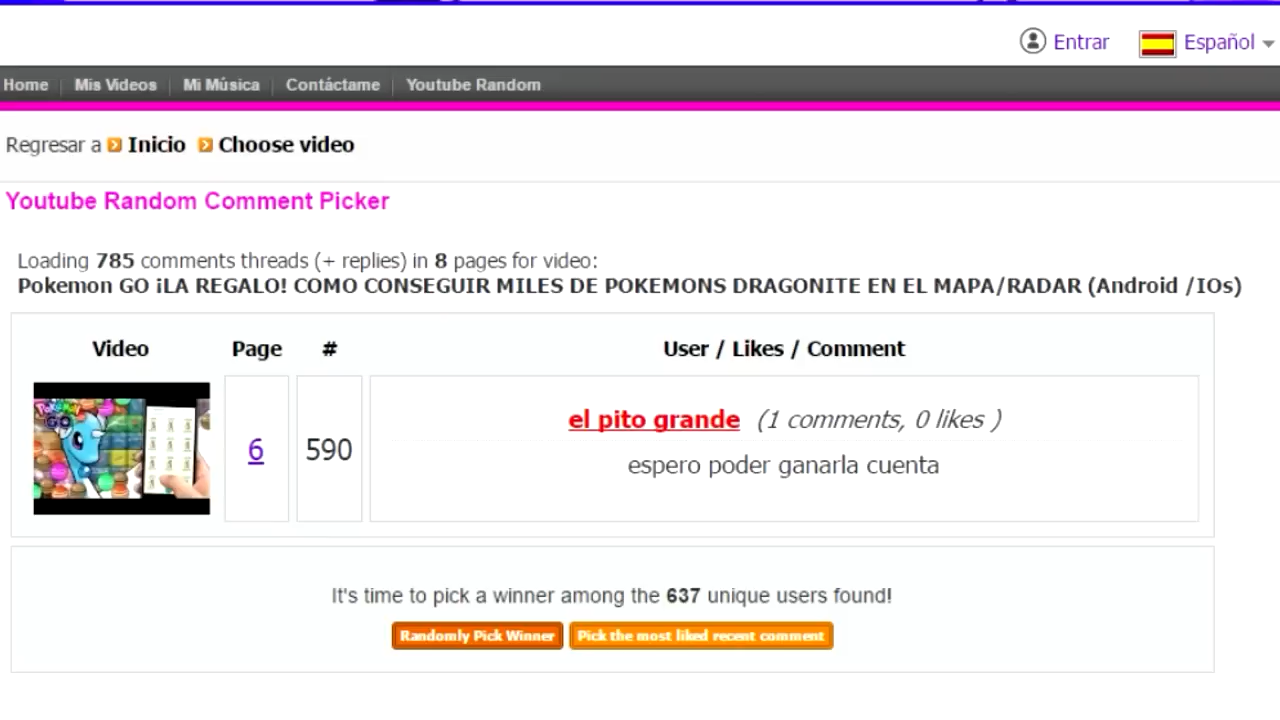 Entrar
Español
Home
Mis Videos
Mi Música
Contáctame
Youtube Random
Regresar a Inicio Choose video
Youtube Random Comment Picker
Loading 785 comments threads (+ replies) in 8 pages for video:
Pokemon GO ¡LA REGALO! COMO CONSEGUIR MILES DE POKEMONS DRAGONITE EN EL MAPA/RADAR (Android /IOs)
Video Page # User / Likes / Comment
Pokemon
GO
6
590
el pito grande (1 comments, 0 likes )
espero poder ganarla cuenta
It's time to pick a winner among the 637 unique users found!
Randomly Pick Winner
Pick the most liked recent comment